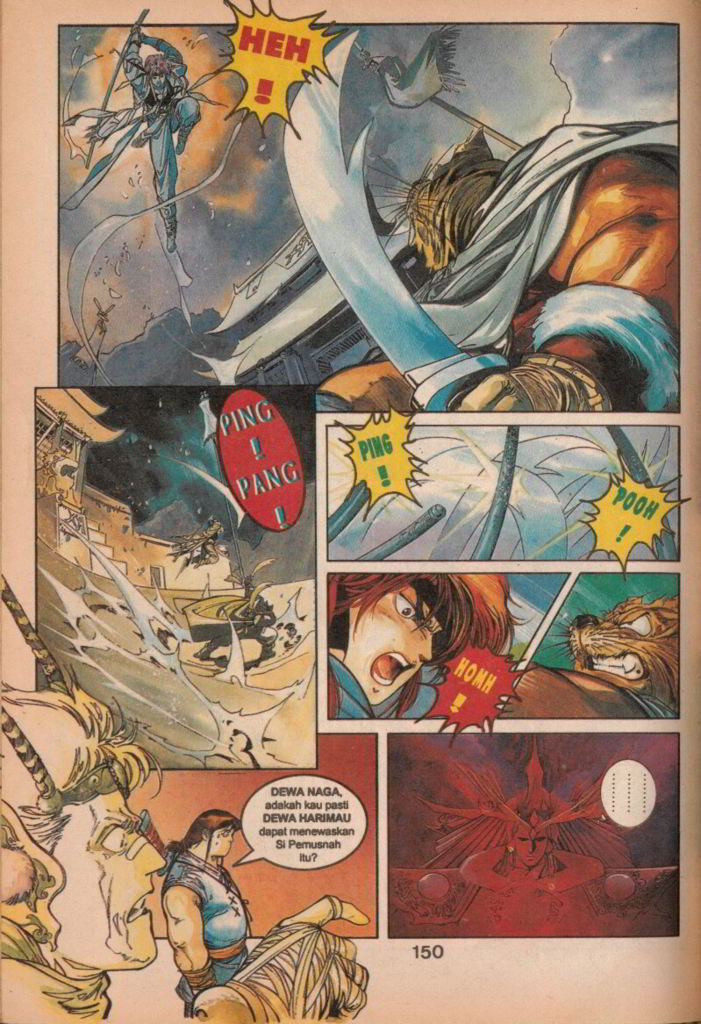 HEH
!
PING
!
PANG
!
PING
!
POOH
!
HOMH
!
DEWA NAGA,
adakah kau pasti
DEWA HARIMAU
dapat menewaskan
Si Pemusnah
itu?
150